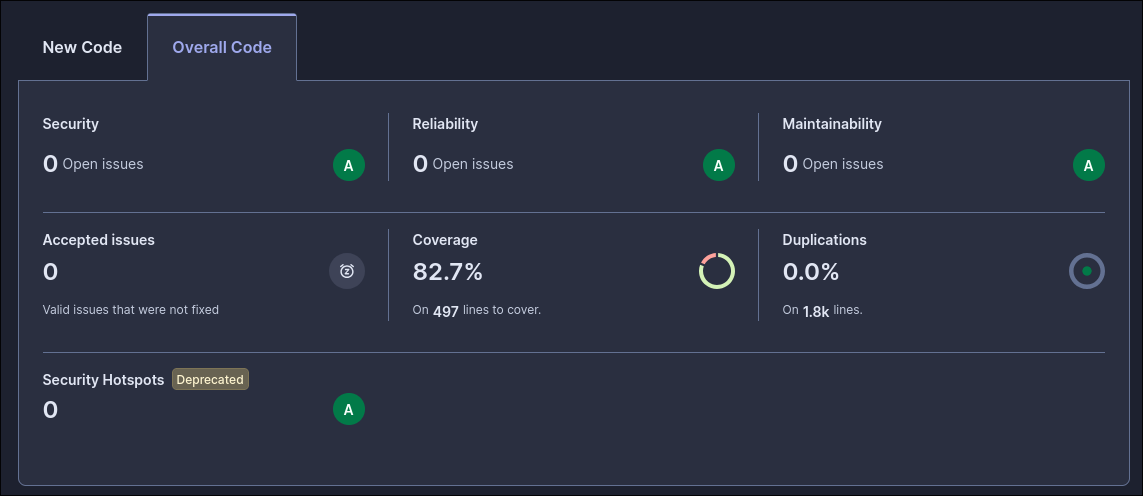 New Code
Overall Code
Security
0 Open issues
A
Reliability
0 Open issues
A
Maintainability
0 Open issues
A
Accepted issues
0
Valid issues that were not fixed
Coverage
82.7%
On 497 lines to cover.
Duplications
0.0%
On 1.8k lines.
Security Hotspots Deprecated
0
A